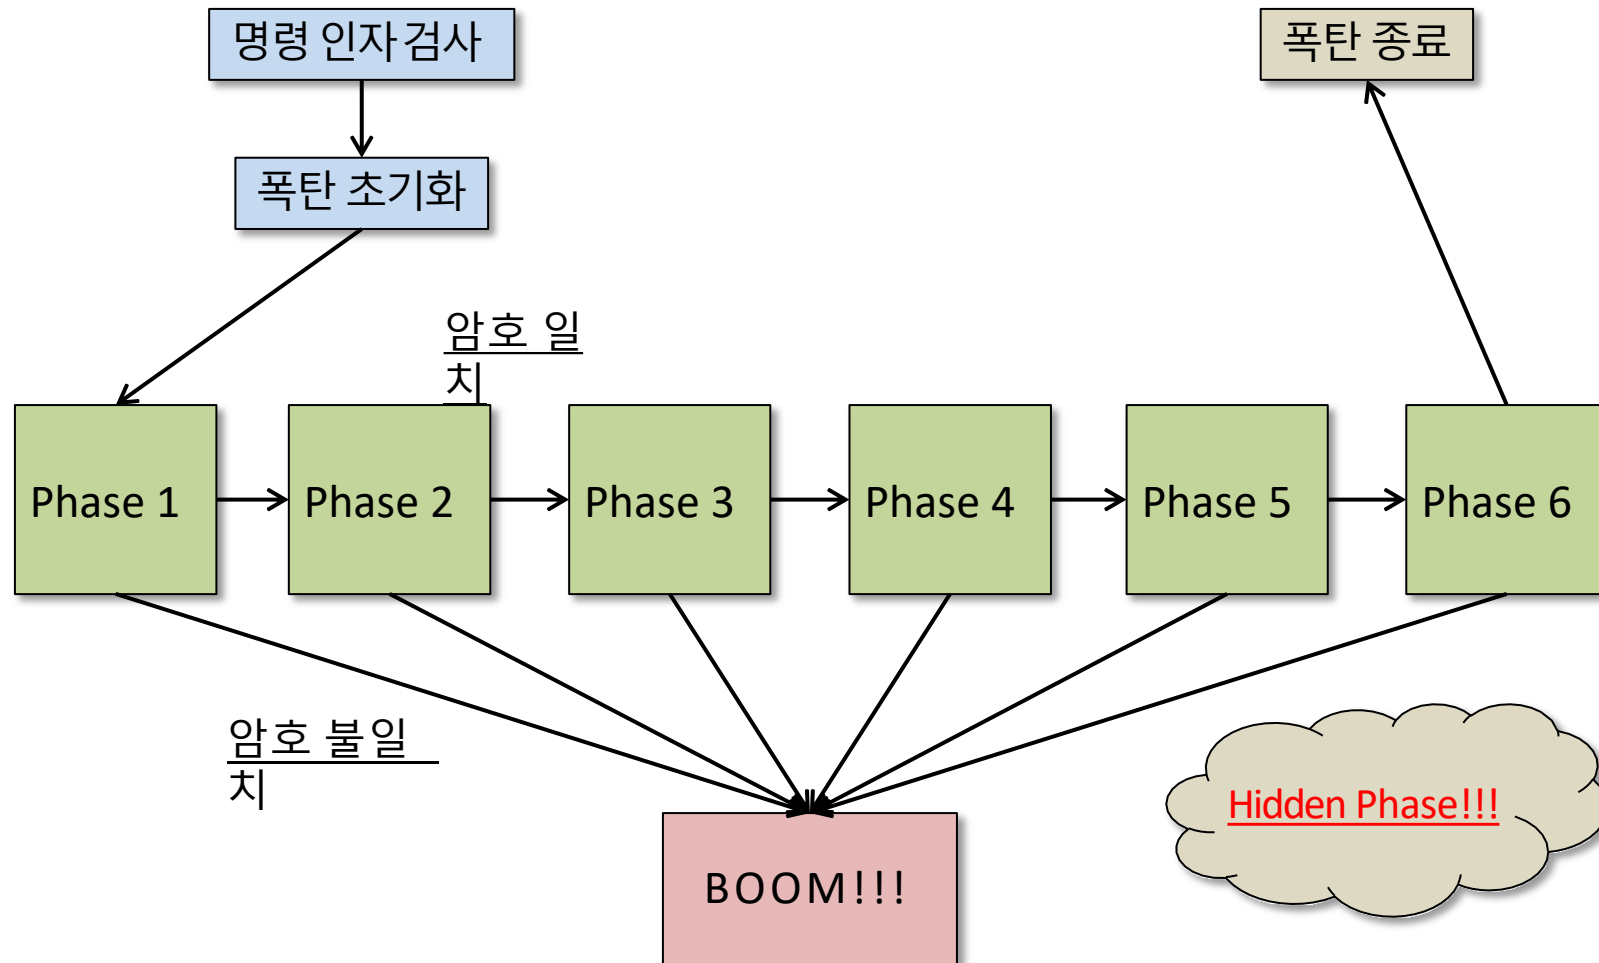 명령 인자 검사
폭탄 종료
폭탄 초기화
암호 일
치
Phase 1
Phase 2
Phase 3
Phase 4
Phase 5
Phase 6
암호 불일
치
Hidden Phase!!!
BOOM!!!